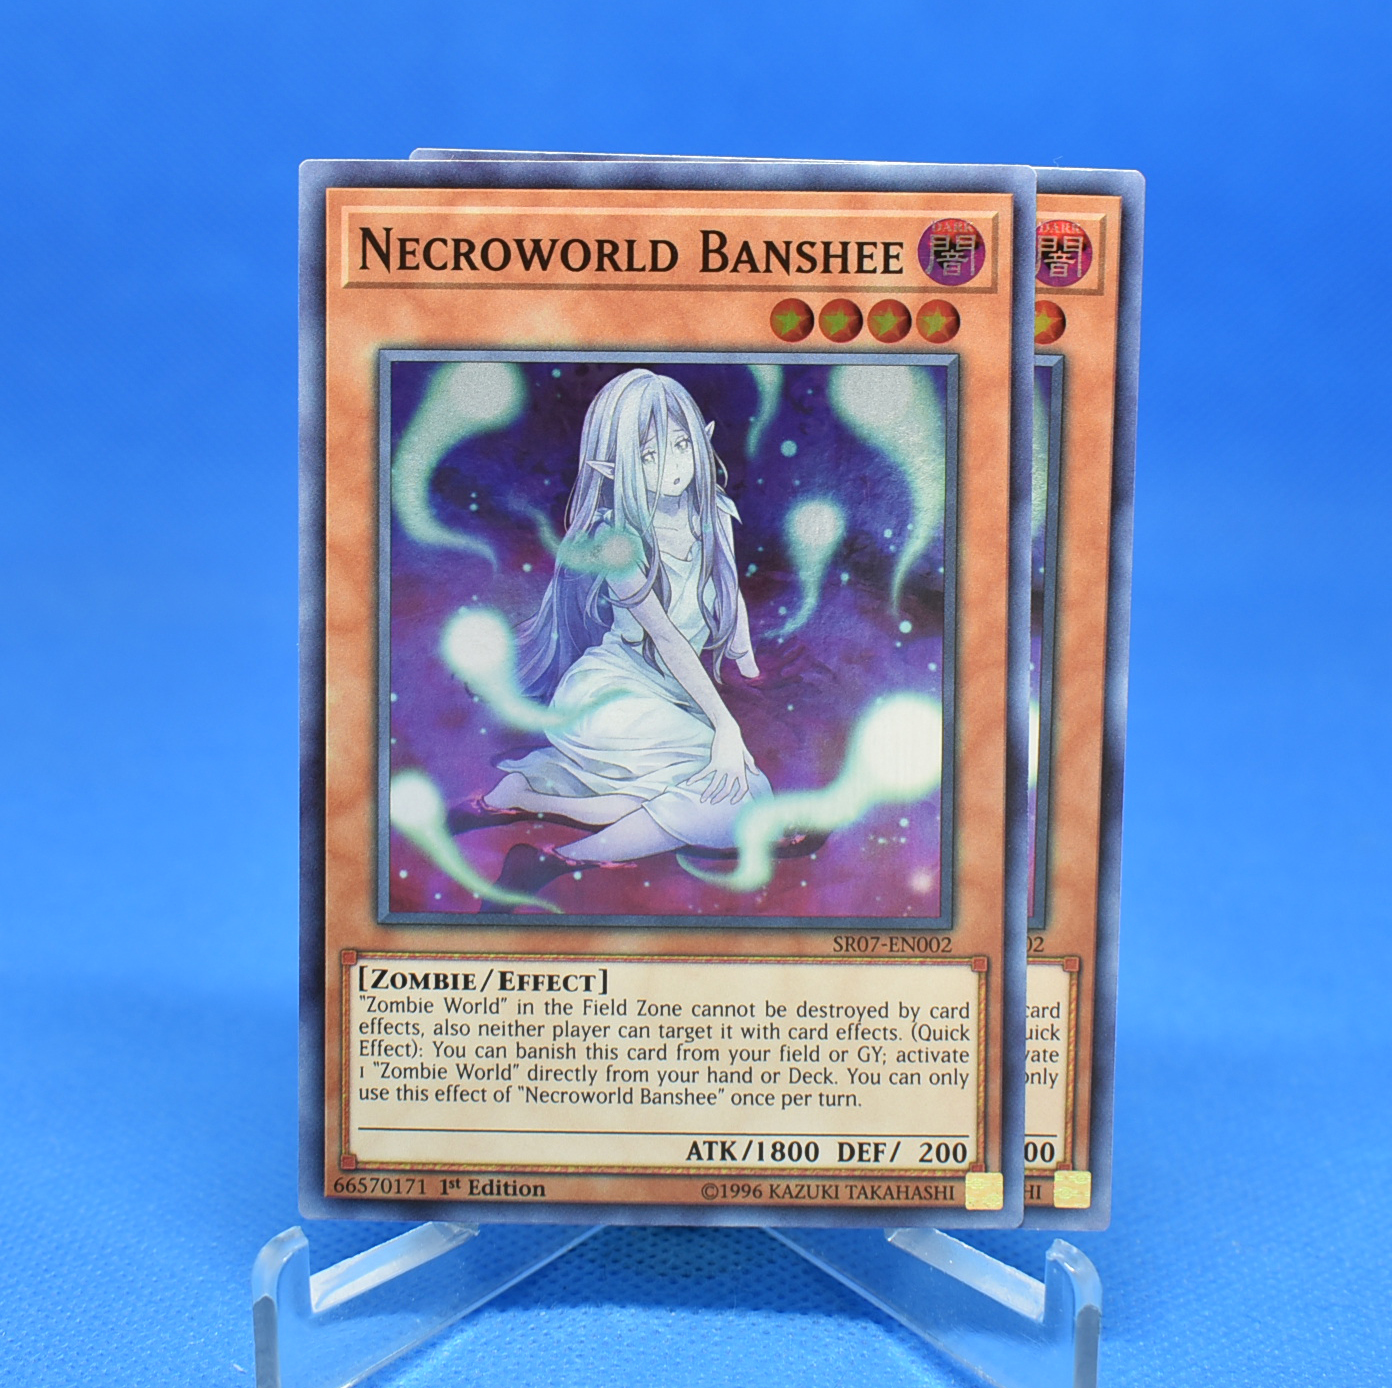 NECROWORLD BANSHEE
DARK
闇
DARK
闇
SR07-EN002
02
[ZOMBIE/EFFECT]
"Zombie World" in the Field Zone cannot be destroyed by card
effects, also neither player can target it with card effects. (Quick
Effect): You can banish this card from your field or GY; activate
1 "Zombie World" directly from your hand or Deck. You can only
use this effect of "Necroworld Banshee" once per turn.
card
uick
vate
only
ATK/1800 DEF/ 200
00
66570171 1st Edition
©1996 KAZUKI TAKAHASHI
HI